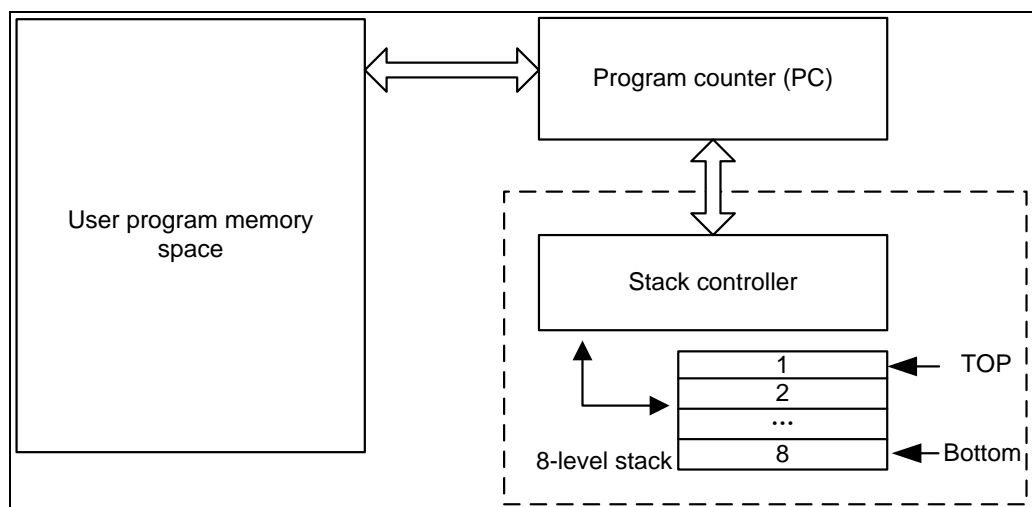 Program counter (PC)
User program memory
space
Stack controller
1
TOP
2
...
8-level stack
8
Bottom